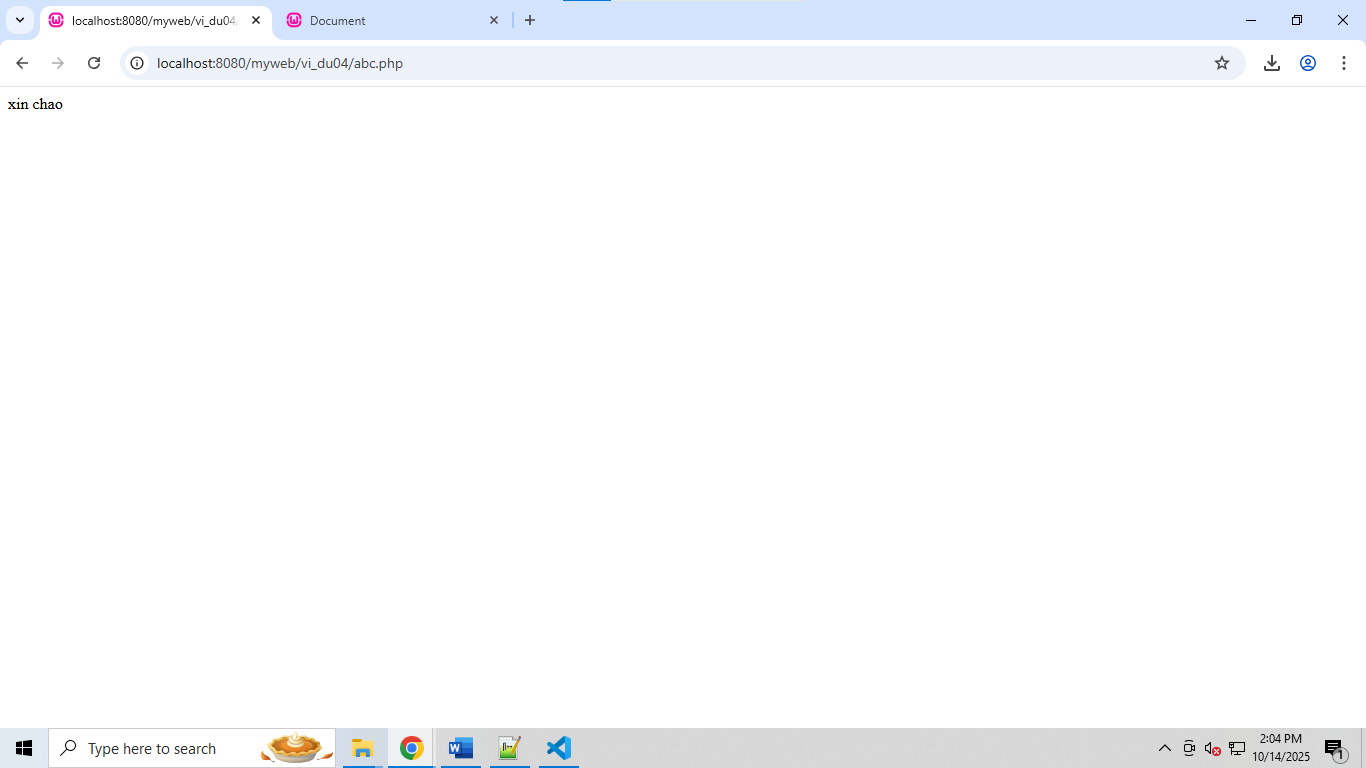 localhost:8080/myweb/vi_du04/
Document
localhost:8080/myweb/vi_du04/abc.php
xin chao
Type here to search
2:04 PM
10/14/2025
1